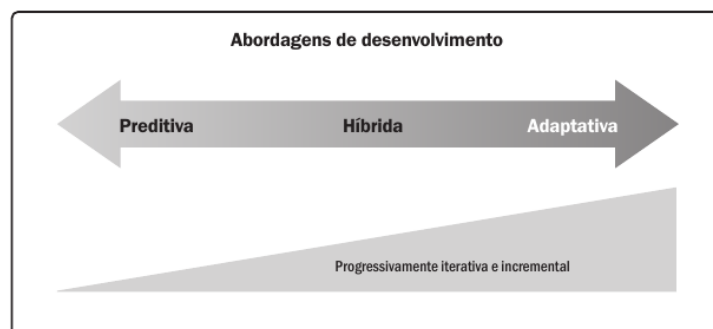 Abordagens de desenvolvimento
Preditiva Híbrida Adaptativa
Progressivamente iterativa e incremental